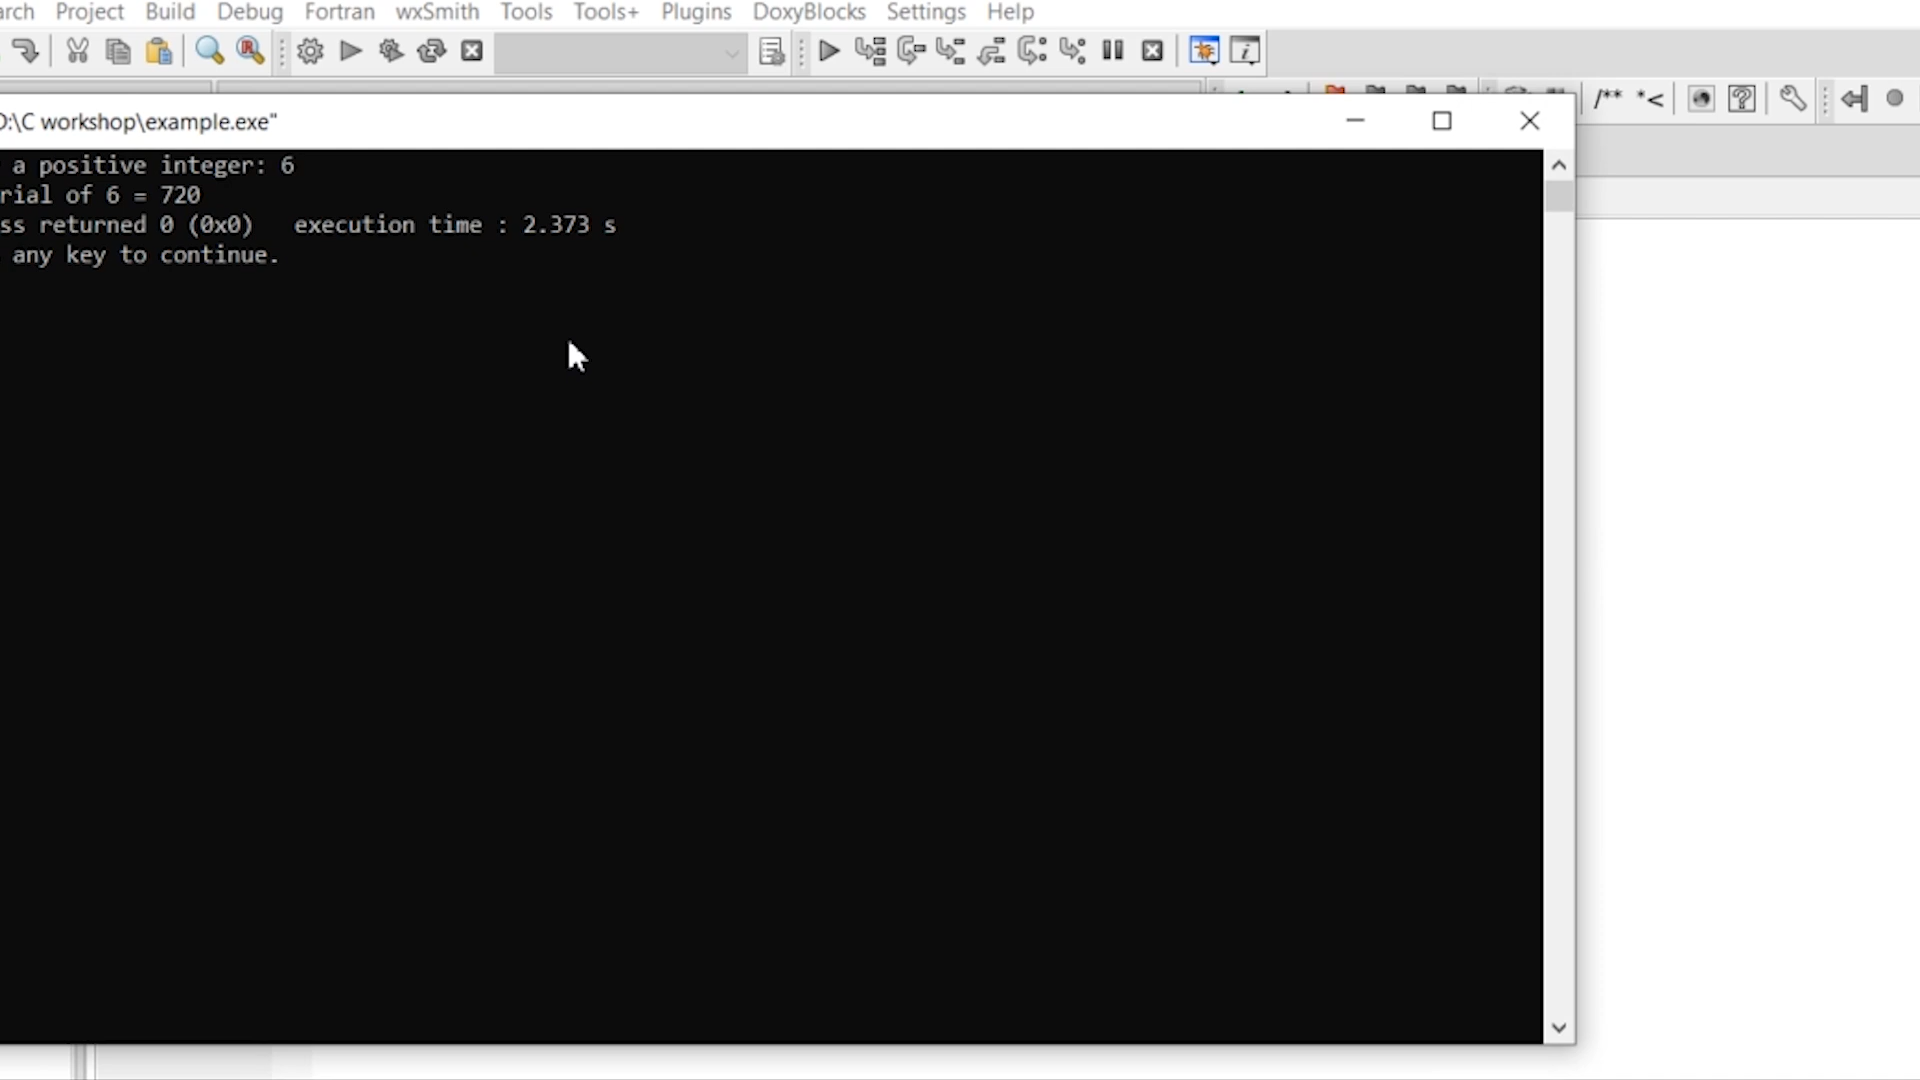 arch Project Build Debug Fortran wxSmith Tools Tools+ Plugins DoxyBlocks Settings Help
/** *<
D:\C workshop\example.exe"
a positive integer: 6
rial of 6 = 720
ss returned 0 (0x0)   execution time : 2.373 s
any key to continue.